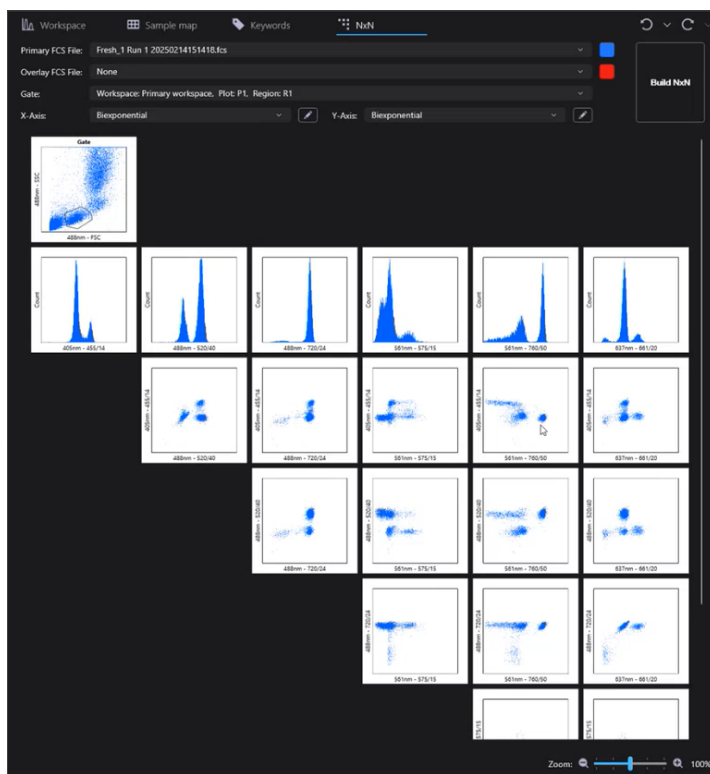 Workspace Sample map Keywords NxN
Primary FCS File: Fresh_1 Run 1 20250214151418.fcs
Overlay FCS File: None
Build NxN
Gate: Workspace: Primary workspace, Plot: P1, Region: R1
X-Axis: Biexponential Y-Axis: Biexponential
Gate
488nm - SSC
488nm - FSC
Count Count Count Count Count Count
405nm - 455/14 488nm - 520/40 488nm - 720/24 561nm - 575/15 561nm - 760/50 637nm - 661/20
405nm - 455/14 405nm - 455/14 405nm - 455/14 405nm - 455/14 405nm - 455/14
488nm - 520/40 488nm - 720/24 561nm - 575/15 561nm - 760/50 637nm - 661/20
488nm - 520/40 488nm - 520/40 488nm - 520/40 488nm - 520/40
488nm - 720/24 561nm - 575/15 561nm - 760/50 637nm - 661/20
488nm - 720/24 488nm - 720/24 488nm - 720/24
561nm - 575/15 561nm - 760/50 637nm - 661/20
575/15 575/15
Zoom: 100%